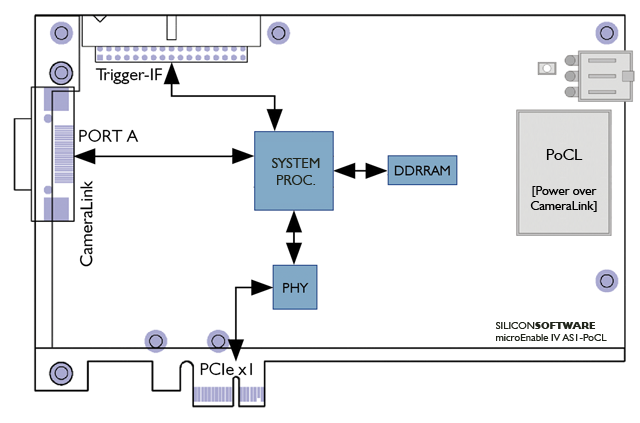 Trigger-IF
PORT A
CameraLink
SYSTEM
PROC.
DDRRAM
PoCL
[Power over
CameraLink]
PHY
SILICONSOFTWARE
microEnable IV AS1-PoCL
PCIe x1